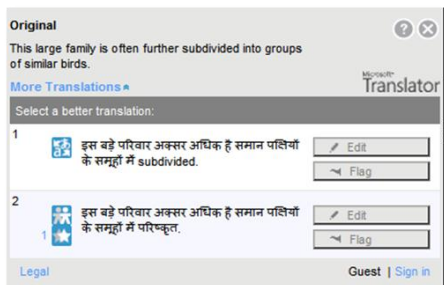 Original
This large family is often further subdivided into groups
of similar birds.
More Translations
Microsoft®
Translator
Select a better translation:
1
इस बड़े परिवार अक्सर अधिक है समान पक्षियों
के समूहों में subdivided.
Edit
Flag
2
1
इस बड़े परिवार अक्सर अधिक है समान पक्षियों
के समूहों में परिष्कृत.
Edit
Flag
Legal
Guest | Sign in